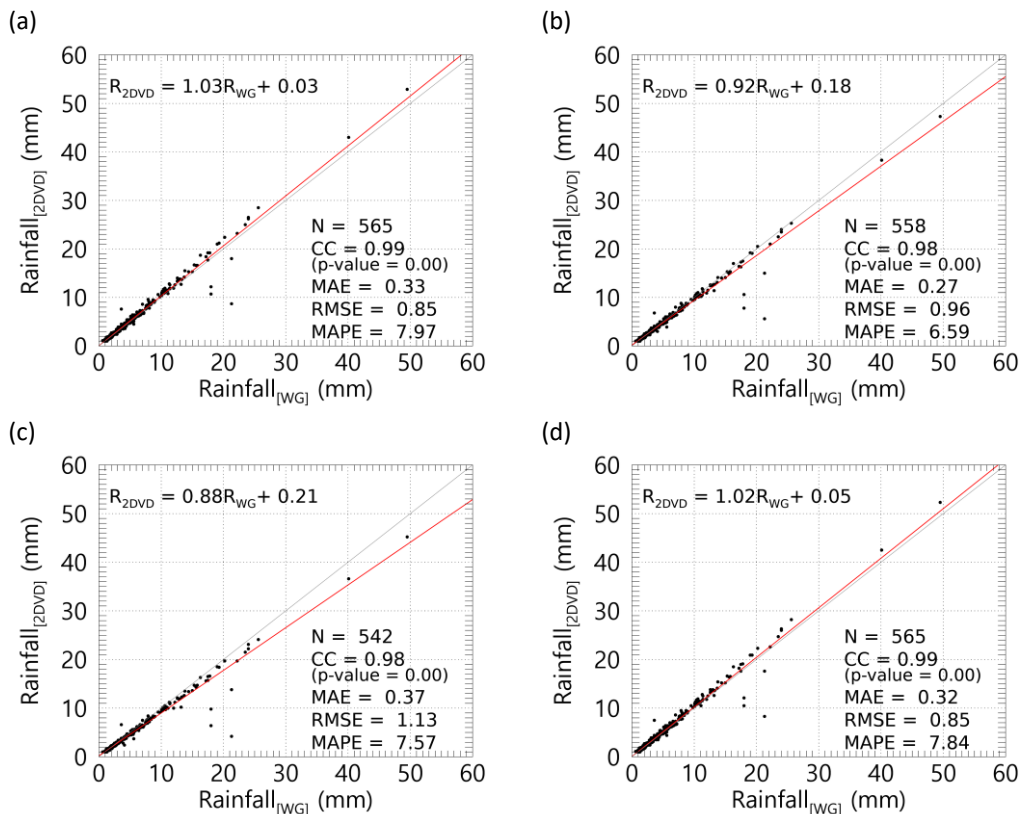 (a)
60
50
40
30
20
10
0
Rainfall[2DVD] (mm)
R2DVD = 1.03RWG+ 0.03
N = 565
CC = 0.99
(p-value = 0.00)
MAE = 0.33
RMSE = 0.85
MAPE = 7.97
0 10 20 30 40 50 60
Rainfall[WG] (mm)
(b)
60
50
40
30
20
10
0
Rainfall[2DVD] (mm)
R2DVD = 0.92RWG+ 0.18
N = 558
CC = 0.98
(p-value = 0.00)
MAE = 0.27
RMSE = 0.96
MAPE = 6.59
0 10 20 30 40 50 60
Rainfall[WG] (mm)
(c)
60
50
40
30
20
10
0
Rainfall[2DVD] (mm)
R2DVD = 0.88RWG+ 0.21
N = 542
CC = 0.98
(p-value = 0.00)
MAE = 0.37
RMSE = 1.13
MAPE = 7.57
0 10 20 30 40 50 60
Rainfall[WG] (mm)
(d)
60
50
40
30
20
10
0
Rainfall[2DVD] (mm)
R2DVD = 1.02RWG+ 0.05
N = 565
CC = 0.99
(p-value = 0.00)
MAE = 0.32
RMSE = 0.85
MAPE = 7.84
0 10 20 30 40 50 60
Rainfall[WG] (mm)